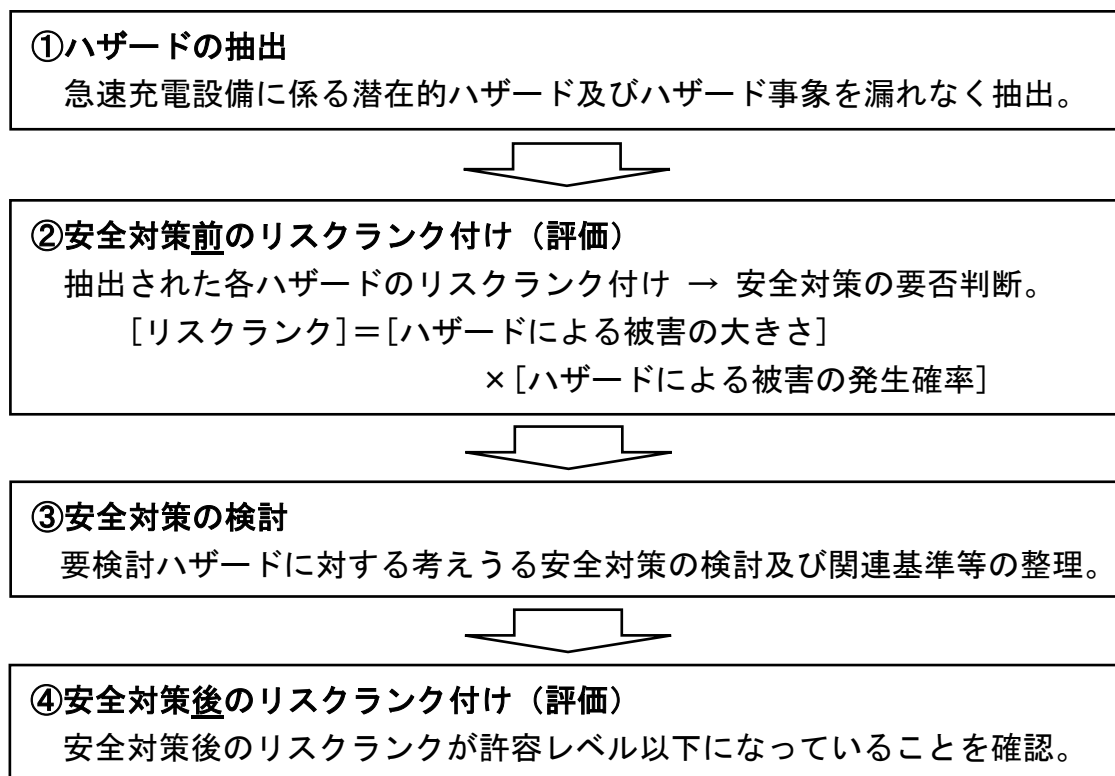 ①ハザードの抽出
急速充電設備に係る潜在的ハザード及びハザード事象を漏れなく抽出。
②安全対策前のリスクランク付け（評価）
抽出された各ハザードのリスクランク付け → 安全対策の要否判断。
[リスクランク]＝[ハザードによる被害の大きさ]
×[ハザードによる被害の発生確率]
③安全対策の検討
要検討ハザードに対する考えうる安全対策の検討及び関連基準等の整理。
④安全対策後のリスクランク付け（評価）
安全対策後のリスクランクが許容レベル以下になっていることを確認。